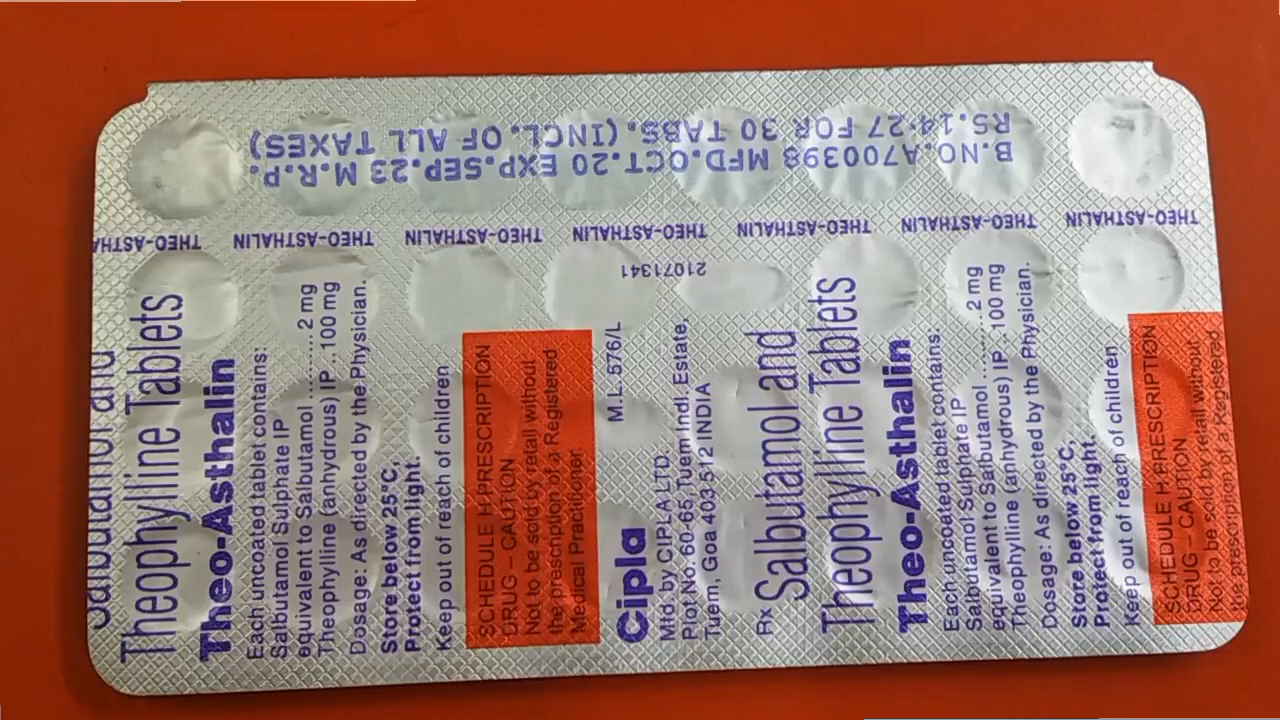 B.NO.A700398 MFD.OCT.20 EXP.SEP.23 M.R.P.
RS.14.27 FOR 30 TABS. (INCL. OF ALL TAXES)
THEO-ASTHALIN THEO-ASTHALIN THEO-ASTHALIN THEO-ASTHALIN THEO-ASTHALIN THEO-ASTHALIN THEO-ASTHA
21071341
Salbutamol and
Theophylline Tablets
Theo-Asthalin
Each uncoated tablet contains:
Salbutamol Sulphate IP
equivalent to Salbutamol ......... 2 mg
Theophylline (anhydrous) IP .. 100 mg
Dosage: As directed by the Physician.
Store below 25°C,
Protect from light.
Keep out of reach of children
SCHEDULE H PRESCRIPTION
DRUG – CAUTION
Not to be sold by retail without
the prescription of a Registered
Medical Practitioner.
M.L. 576/L
Cipla
Mfd. by CIPLA LTD.
Plot No. 60-65, Tuem Indl. Estate,
Tuem, Goa 403 512 INDIA
Rx Salbutamol and
Theophylline Tablets
Theo-Asthalin
Each uncoated tablet contains:
Salbutamol Sulphate IP
equivalent to Salbutamol ......... 2 mg
Theophylline (anhydrous) IP .. 100 mg
Dosage: As directed by the Physician.
Store below 25°C,
Protect from light.
Keep out of reach of children
SCHEDULE H PRESCRIPTION
DRUG – CAUTION
Not to be sold by retail without
the prescription of a Registered